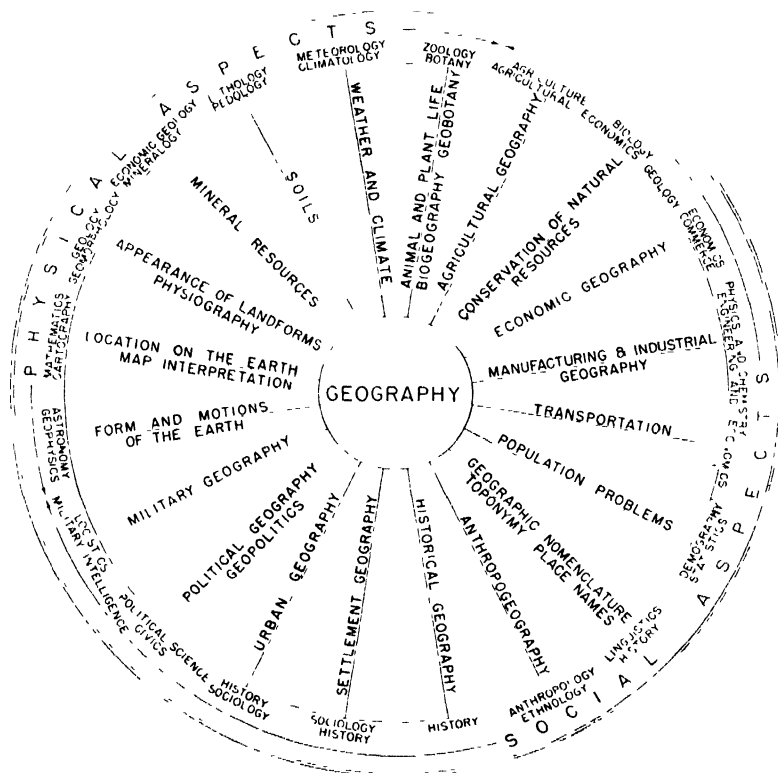 PHYSICAL ASPECTS
METEOROLOGY
CLIMATOLOGY
ZOOLOGY
BOTANY
AGRICULTURE
AGRICULTURAL ECONOMICS
BIOLOGY
GEOLOGY
ECONOMICS
COMMERCE
PHYSICS AND CHEMISTRY
ENGINEERING AND
DEMOGRAPHY
STATISTICS
LINGUISTICS
HISTORY
ANTHROPOLOGY
ETHNOLOGY
HISTORY
SOCIOLOGY
HISTORY
HISTORY
SOCIOLOGY
POLITICAL SCIENCE
CIVICS
LOGISTICS
MILITARY INTELLIGENCE
ASTRONOMY
GEOPHYSICS
MATHEMATICS
CARTOGRAPHY
GEOLOGY
GEOMORPHOLOGY
ECONOMIC GEOLOGY
MINERALOGY
LITHOLOGY
PEDOLOGY
SOCIAL ASPECTS
WEATHER AND CLIMATE
ANIMAL AND PLANT LIFE
BIOGEOGRAPHY GEOBOTANY
AGRICULTURAL GEOGRAPHY
CONSERVATION OF NATURAL
RESOURCES
ECONOMIC GEOGRAPHY
MANUFACTURING & INDUSTRIAL
GEOGRAPHY
TRANSPORTATION
POPULATION PROBLEMS
GEOGRAPHIC NOMENCLATURE
TOPONYMY PLACE NAMES
ANTHROPOGEOGRAPHY
HISTORICAL GEOGRAPHY
SETTLEMENT GEOGRAPHY
URBAN GEOGRAPHY
POLITICAL GEOGRAPHY
GEOPOLITICS
MILITARY GEOGRAPHY
FORM AND MOTIONS
OF THE EARTH
LOCATION ON THE EARTH
MAP INTERPRETATION
APPEARANCE OF LANDFORMS
PHYSIOGRAPHY
MINERAL RESOURCES
SOILS
GEOGRAPHY